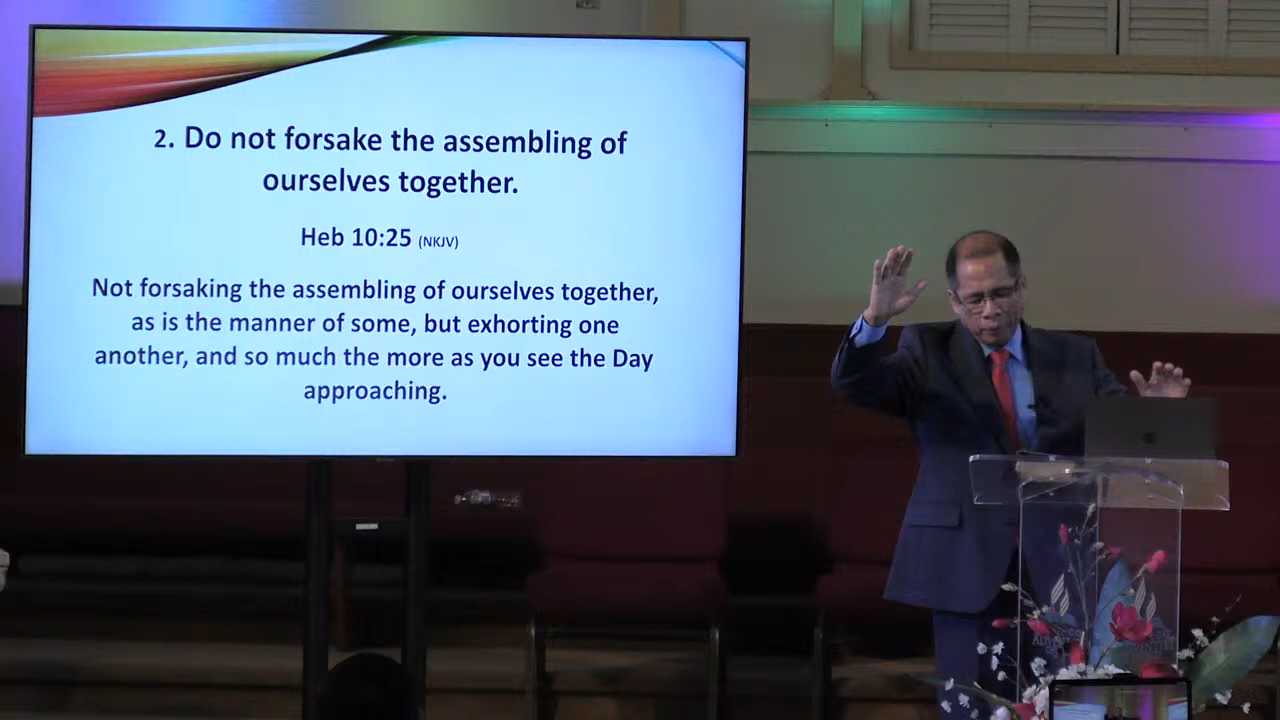 2. Do not forsake the assembling of
ourselves together.
Heb 10:25 (NKJV)
Not forsaking the assembling of ourselves together,
as is the manner of some, but exhorting one
another, and so much the more as you see the Day
approaching.